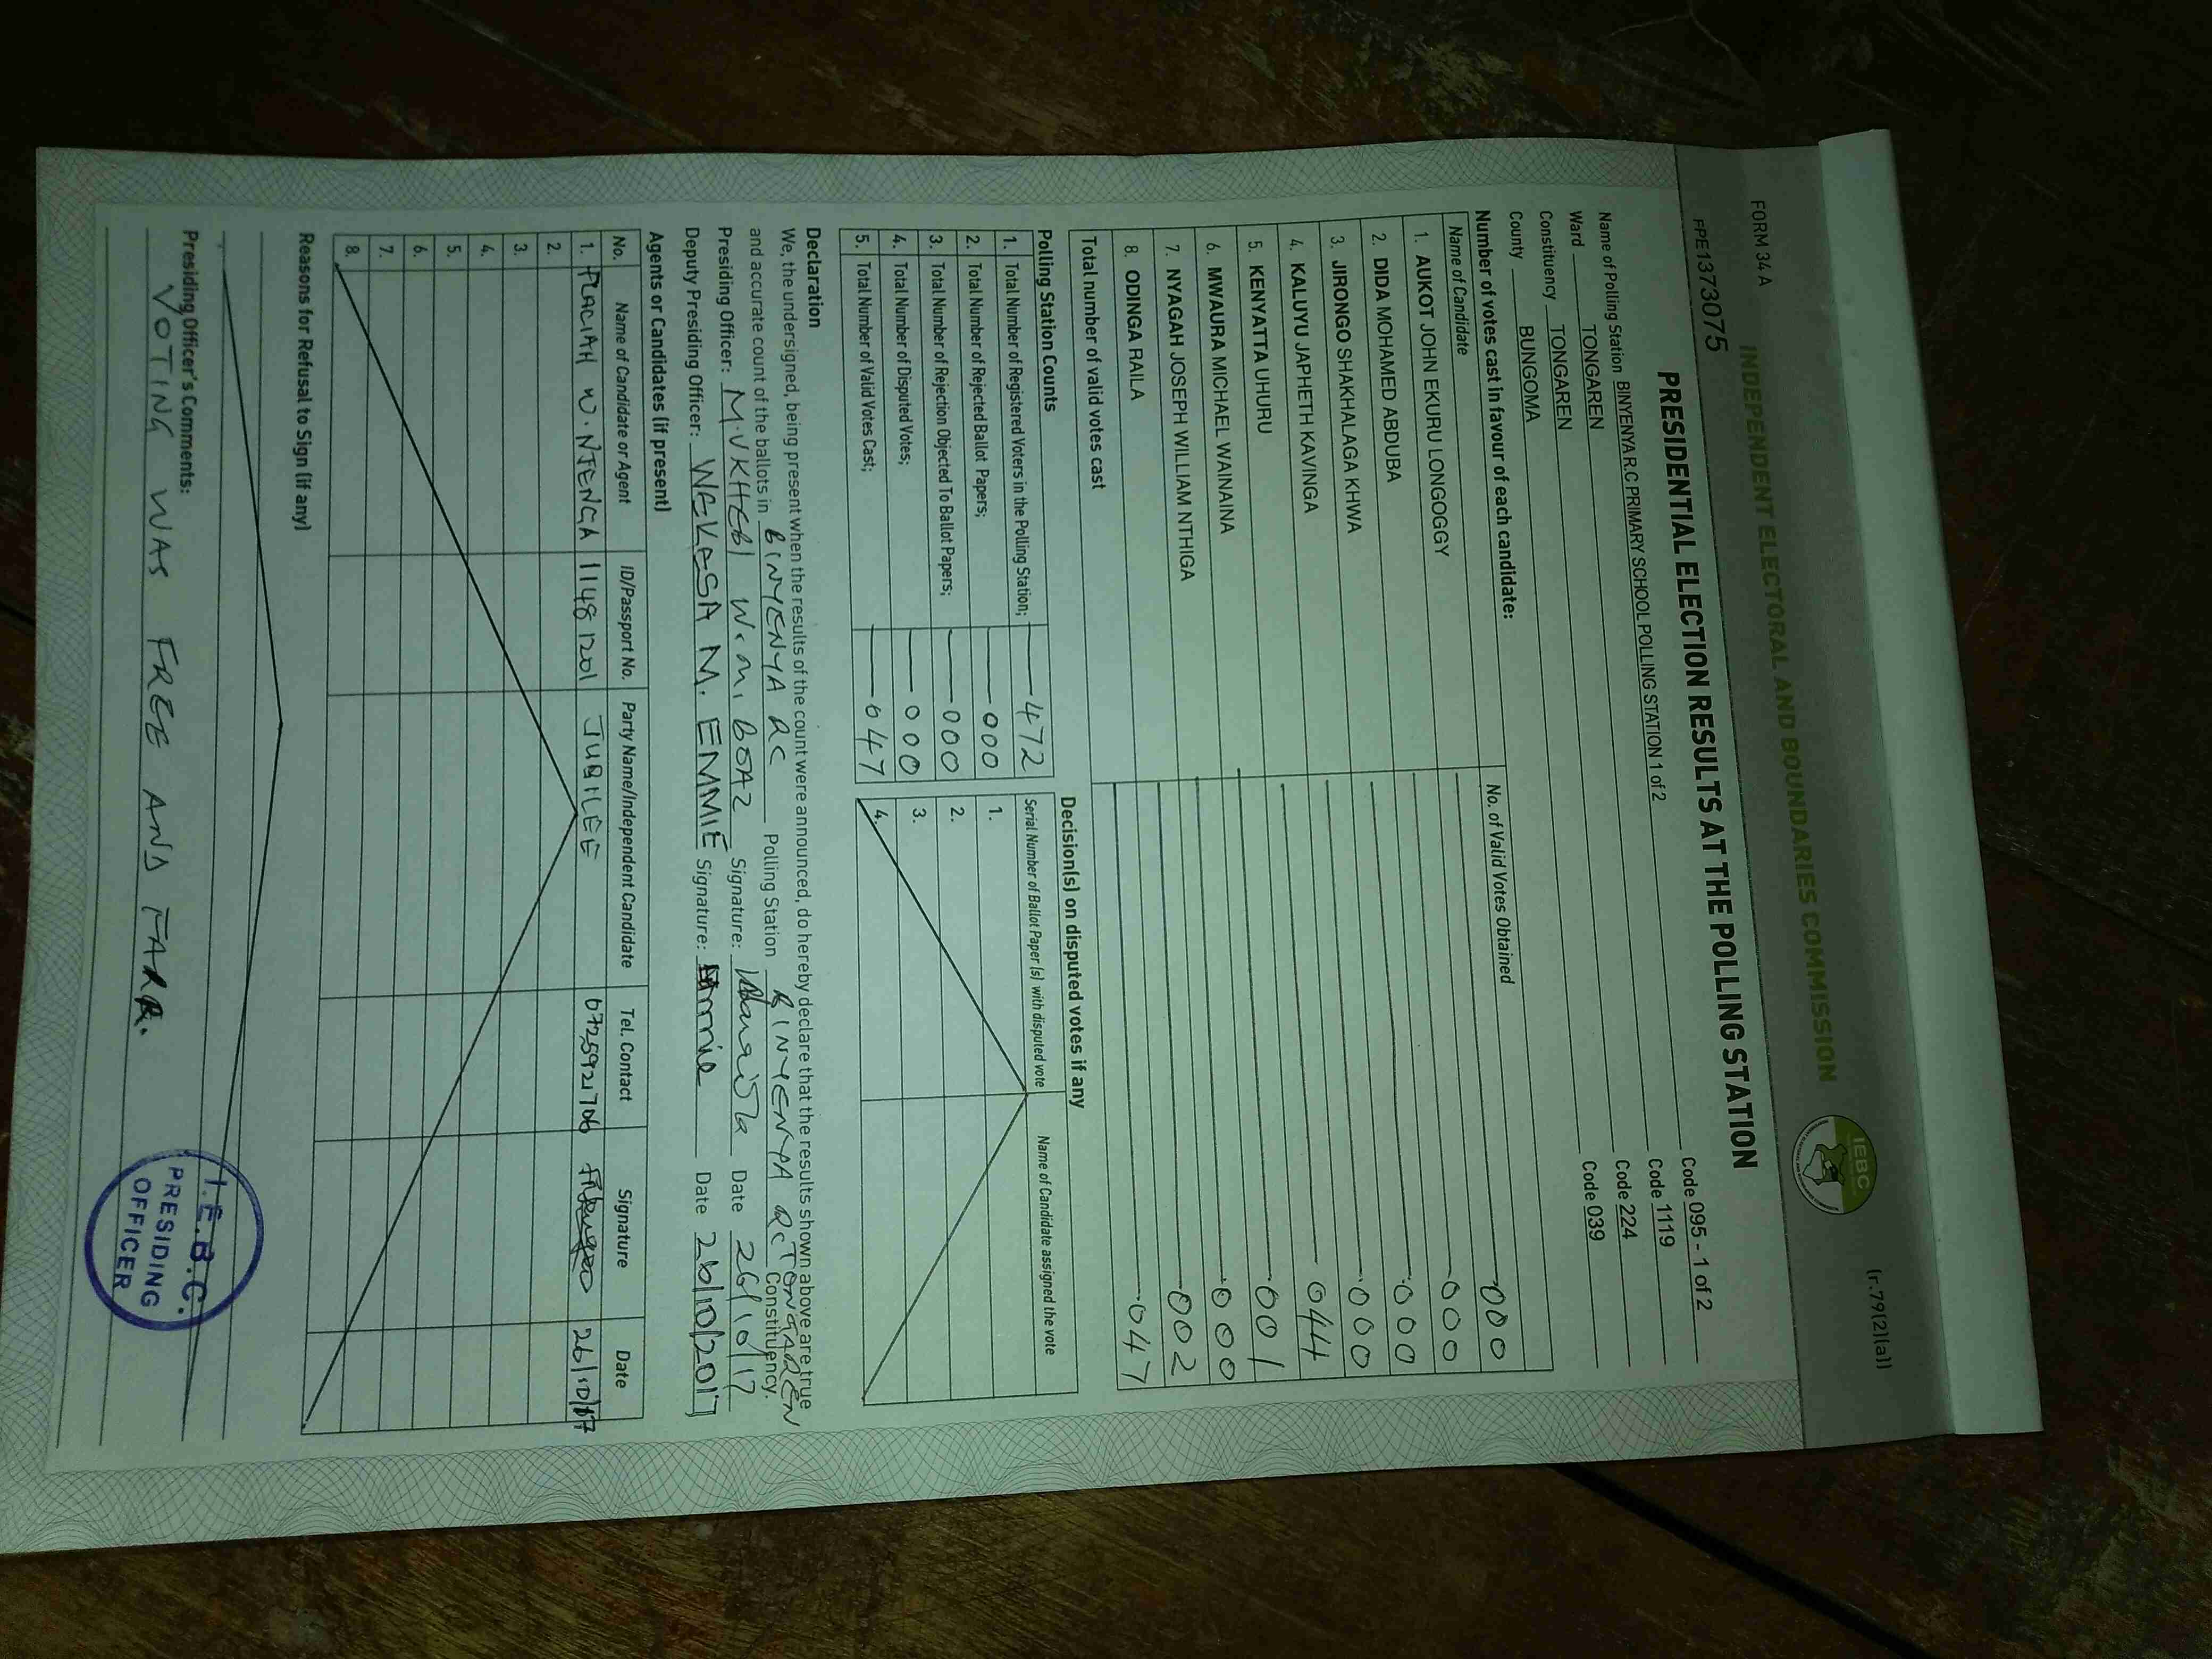 FORM 34 A
(r.79(2)(a))
INDEPENDENT ELECTORAL AND BOUNDARIES COMMISSION
IEBC
PPE1373075
PRESIDENTIAL ELECTION RESULTS AT THE POLLING STATION
Name of Polling Station BINYENYA R.C PRIMARY SCHOOL POLLING STATION 1 of 2 Code 095 - 1 of 2
Ward TONGAREN Code 1119
Constituency TONGAREN Code 224
County BUNGOMA Code 039
Number of votes cast in favour of each candidate:
Name of Candidate No. of Valid Votes Obtained
1. AUKOT JOHN EKURU LONGOGGY 000
2. DIDA MOHAMED ABDUBA 000
3. JIRONGO SHAKHALAGA KHWA 000
4. KALUYU JAPHETH KAVINGA 000
5. KENYATTA UHURU 044
6. MWAURA MICHAEL WAINAINA 001
7. NYAGAH JOSEPH WILLIAM NTHIGA 000
8. ODINGA RAILA 002
Total number of valid votes cast 047
Polling Station Counts
1. Total Number of Registered Voters in the Polling Station; 472
2. Total Number of Rejected Ballot Papers; 000
3. Total Number of Rejection Objected To Ballot Papers; 000
4. Total Number of Disputed Votes; 000
5. Total Number of Valid Votes Cast; 047
Decision(s) on disputed votes if any
Serial Number of Ballot Paper (s) with disputed vote Name of Candidate assigned the vote
1.
2.
3.
4.
Declaration
We, the undersigned, being present when the results of the count were announced, do hereby declare that the results shown above are true
and accurate count of the ballots in BINYENYA RC Polling Station BINYENYA RC TONGAREN Constituency.
Presiding Officer: M.UKHEBI W.M. BOAZ Signature: Date 26/10/17
Deputy Presiding Officer: WEKESA M. EMMIE Signature: Emmie Date 26/10/2017
Agents or Candidates (if present)
No. Name of Candidate or Agent ID/Passport No. Party Name/Independent Candidate Tel. Contact Signature Date
1. FLACIAH W. NJENGA 11481201 JUBILEE 0725921706 26/10/17
2.
3.
4.
5.
6.
7.
8.
Reasons for Refusal to Sign (if any)
Presiding Officer's Comments:
VOTING WAS FREE AND FAIR.
I.E.B.C.
PRESIDING
OFFICER